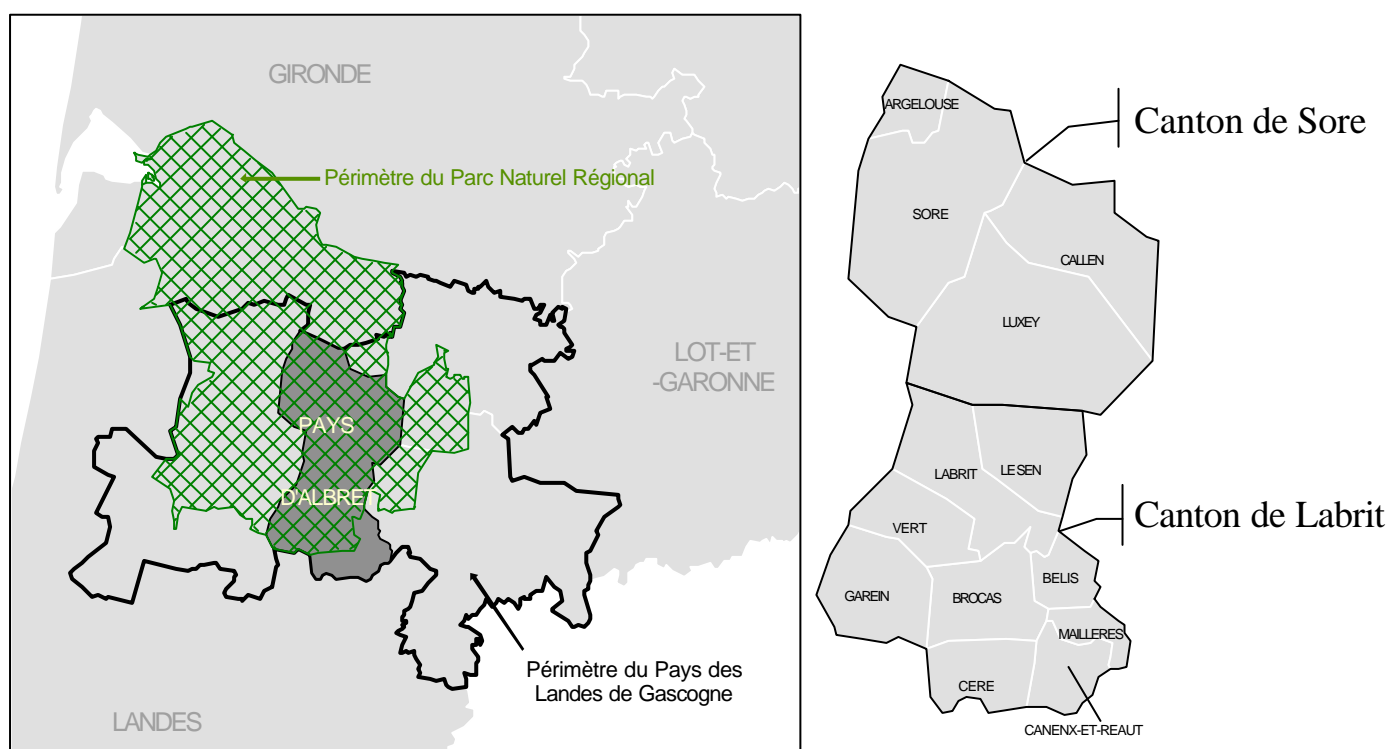 GIRONDE
Périmètre du Parc Naturel Régional
LOT-ET
-GARONNE
PAYS
D'ALBRET
Périmètre du Pays des
Landes de Gascogne
LANDES
ARGELOUSE
Canton de Sore
SORE
CALLEN
LUXEY
LABRIT
LE SEN
Canton de Labrit
VERT
BELIS
GAREIN
BROCAS
MAILLERES
CERE
CANENX-ET-REAUT